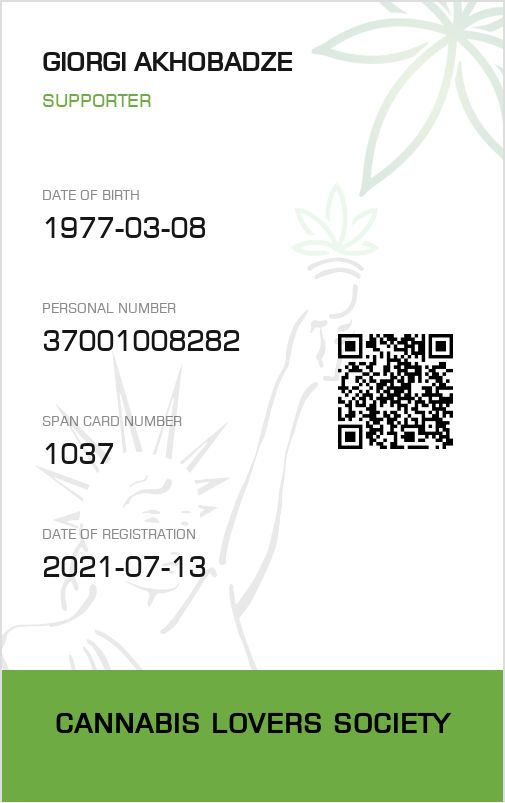 GIORGI AKHOBADZE
SUPPORTER
DATE OF BIRTH
1977-03-08
PERSONAL NUMBER
37001008282
SPAN CARD NUMBER
1037
DATE OF REGISTRATION
2021-07-13
CANNABIS LOVERS SOCIETY